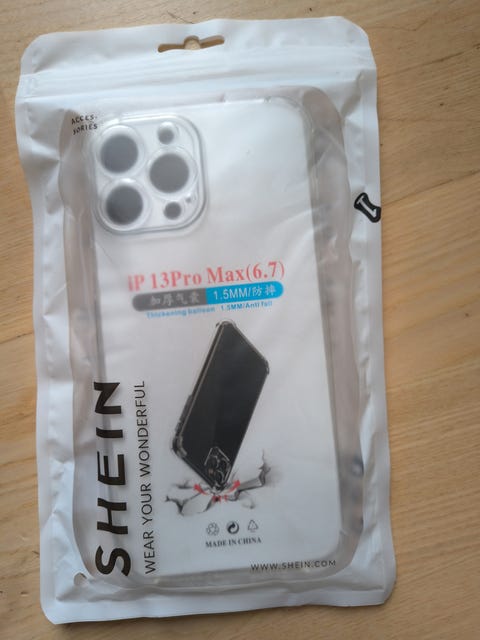 ACCES-
SORIES
iP 13Pro Max(6.7)
加厚气囊 1.5MM/防摔
Thickening balloon 1.5MM/Anti fall
SHEIN
WEAR YOUR WONDERFUL
MADE IN CHINA
WWW.SHEIN.COM